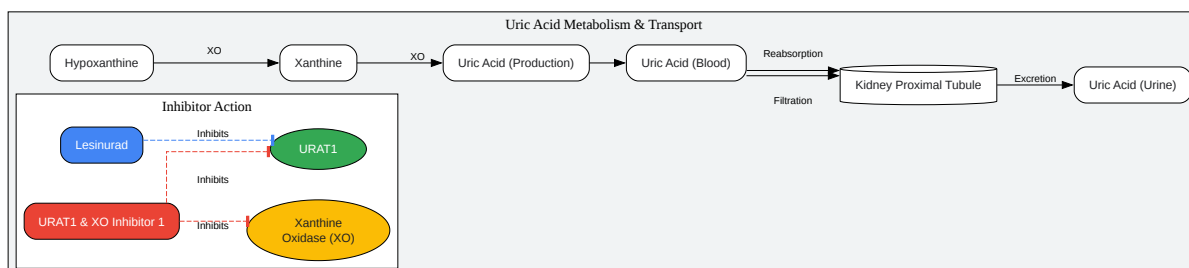 Uric Acid Metabolism & Transport
Hypoxanthine
XO
Xanthine
XO
Uric Acid (Production)
Uric Acid (Blood)
Reabsorption
Filtration
Kidney Proximal Tubule
Excretion
Uric Acid (Urine)
Inhibitor Action
Lesinurad
Inhibits
URAT1
Inhibits
URAT1 & XO Inhibitor 1
Inhibits
Xanthine
Oxidase (XO)